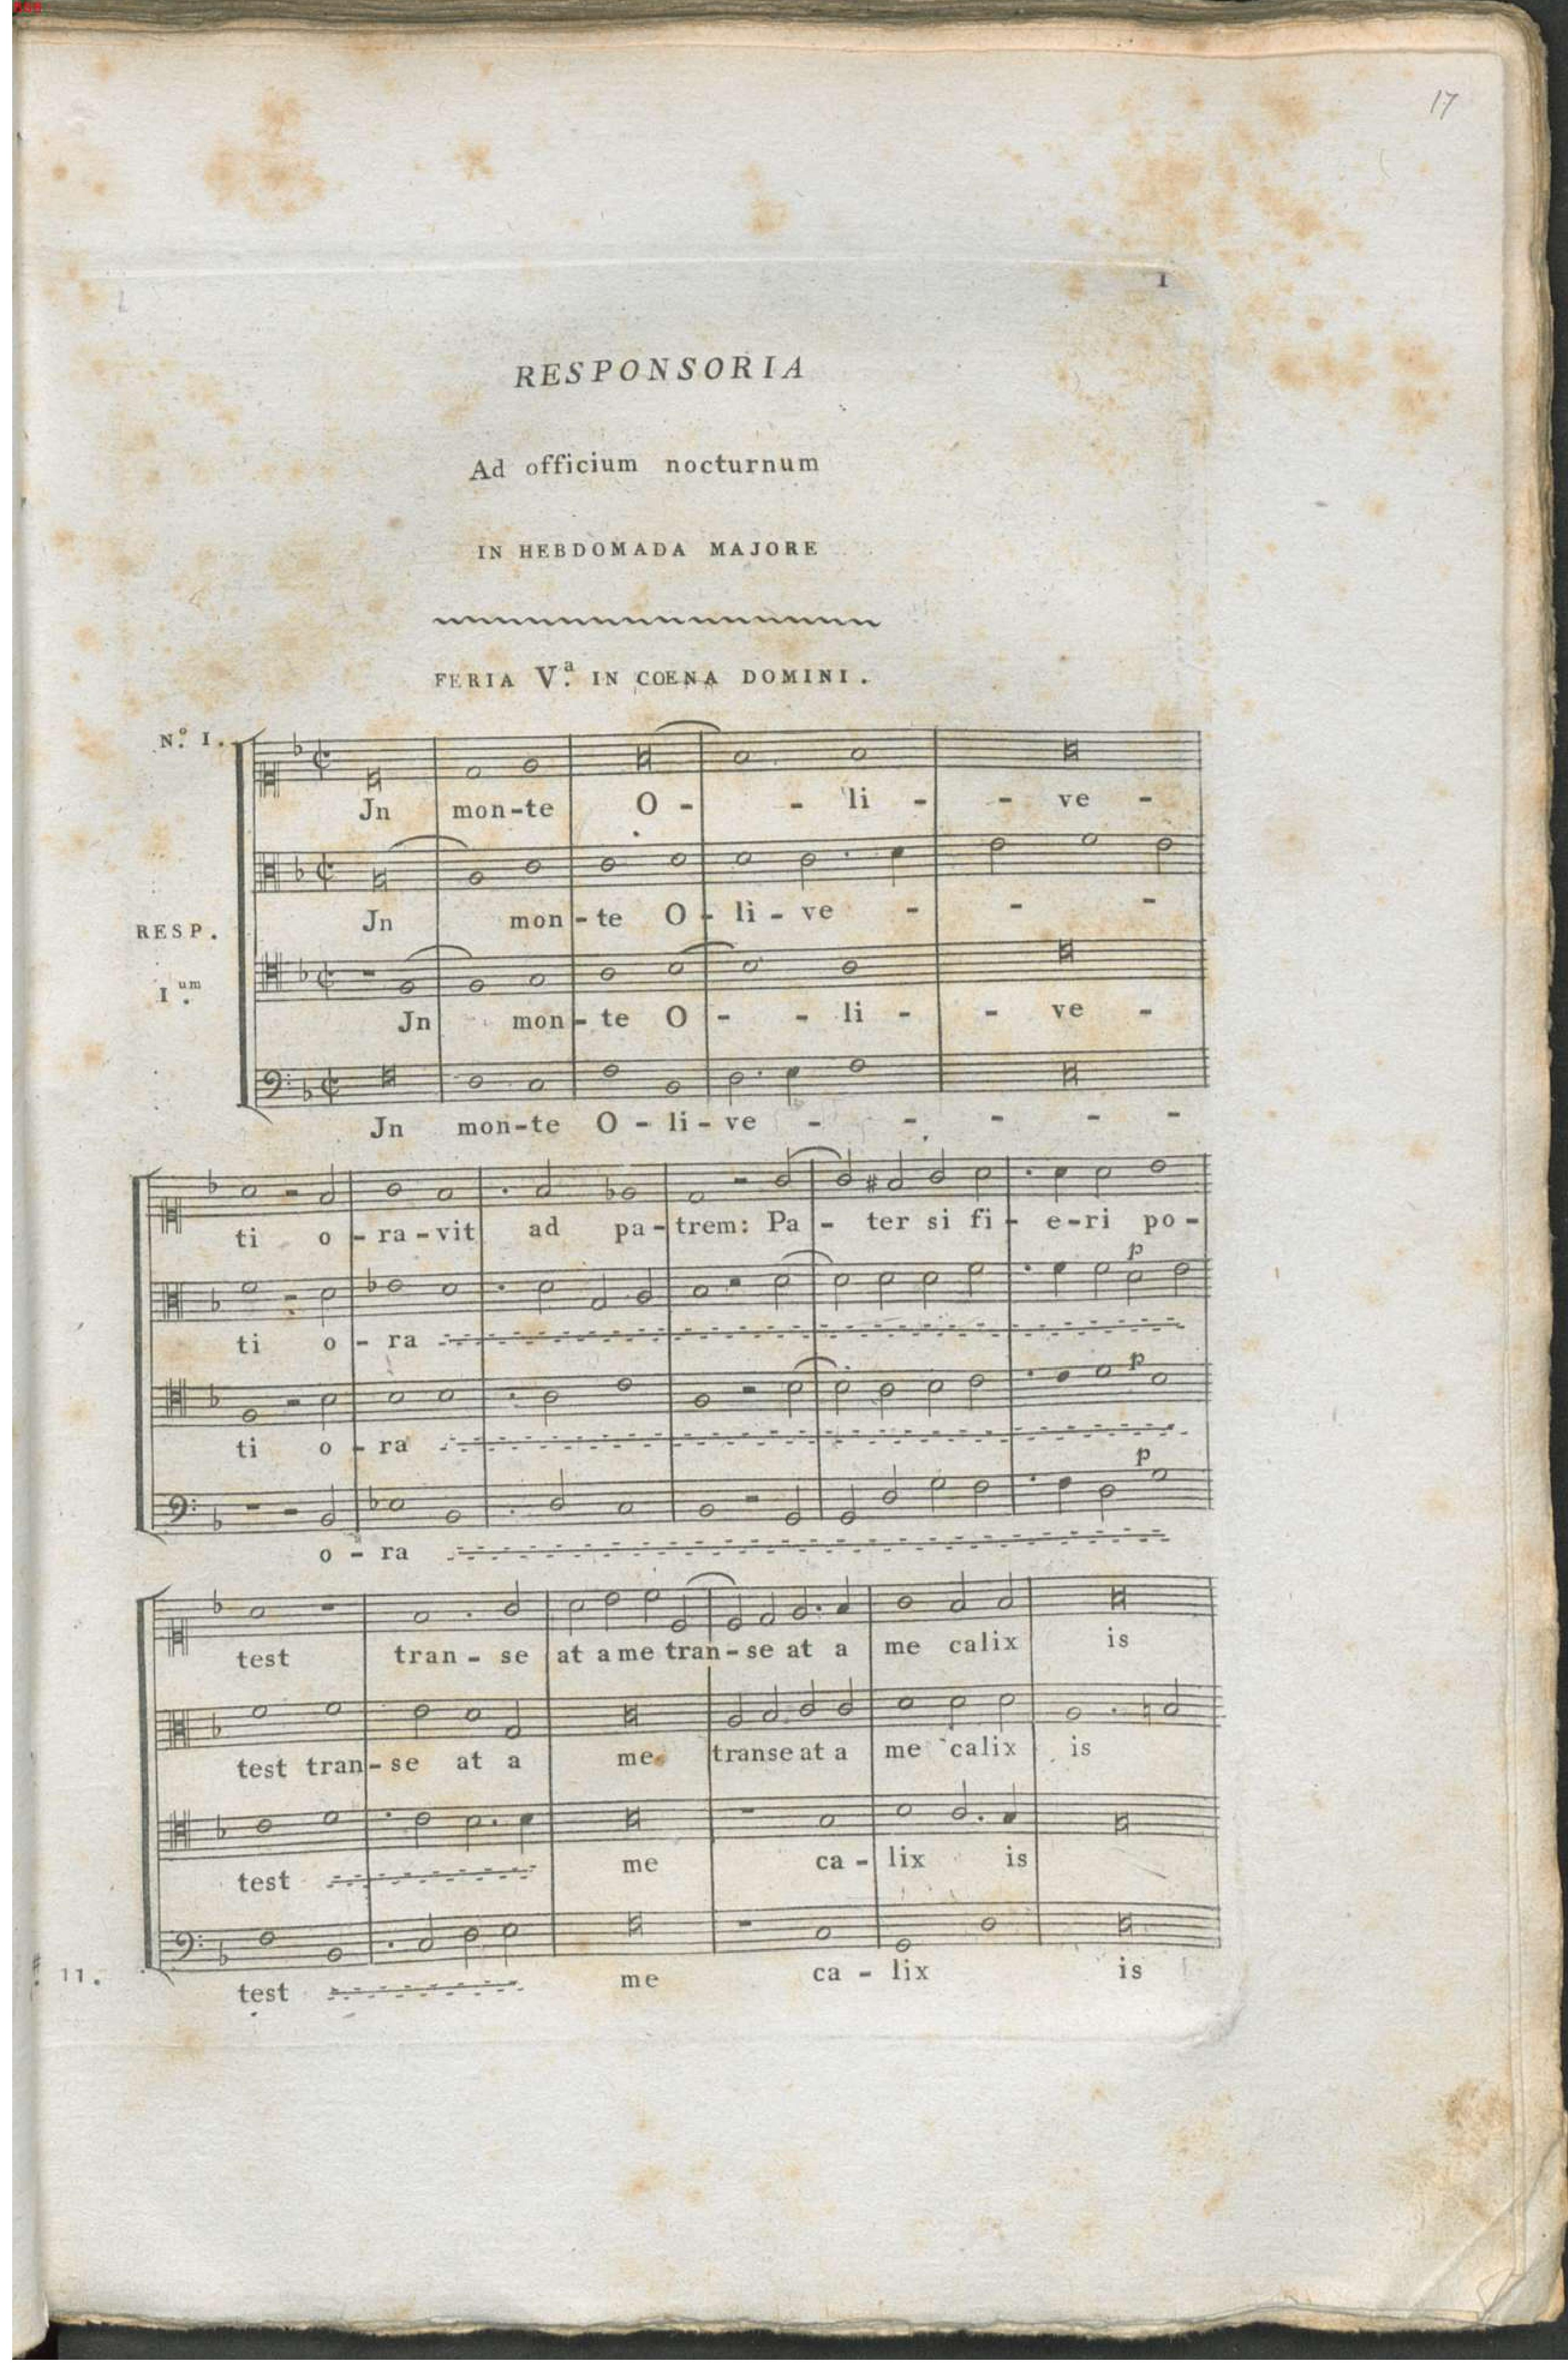 17
1
RESPONSORIA
Ad officium nocturnum
IN HEBDOMADA MAJORE
FERIA V.ª IN COENA DOMINI.
N.º I.
RESP.
I.um
Jn mon-te O - - li - - ve -
Jn mon-te O-li-ve - - -
Jn mon-te O - - li - - ve -
Jn mon-te O-li-ve - - - - -
ti o-ra-vit ad pa-trem: Pa-ter si fi-e-ri po-
p
ti o-ra
p
ti o-ra
p
o-ra
test tran-se at a me tran-se at a me calix is
test tran-se at a me transeat a me calix is
test me ca-lix is
test me ca-lix is
11.